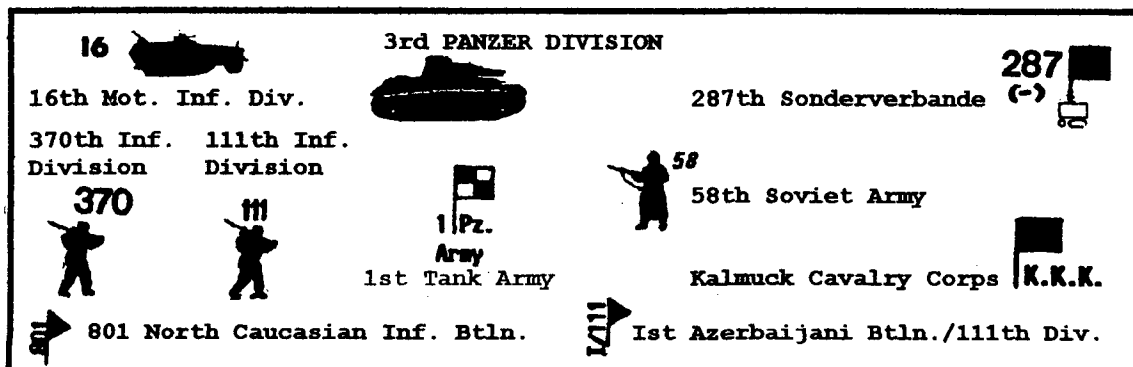 16
3rd PANZER DIVISION
287
(-)
16th Mot. Inf. Div.
287th Sonderverbande
370th Inf.
Division
111th Inf.
Division
370
111
58
58th Soviet Army
1 Pz.
Army
1st Tank Army
Kalmuck Cavalry Corps
K.K.K.
801
801 North Caucasian Inf. Btln.
I/111
Ist Azerbaijani Btln./111th Div.